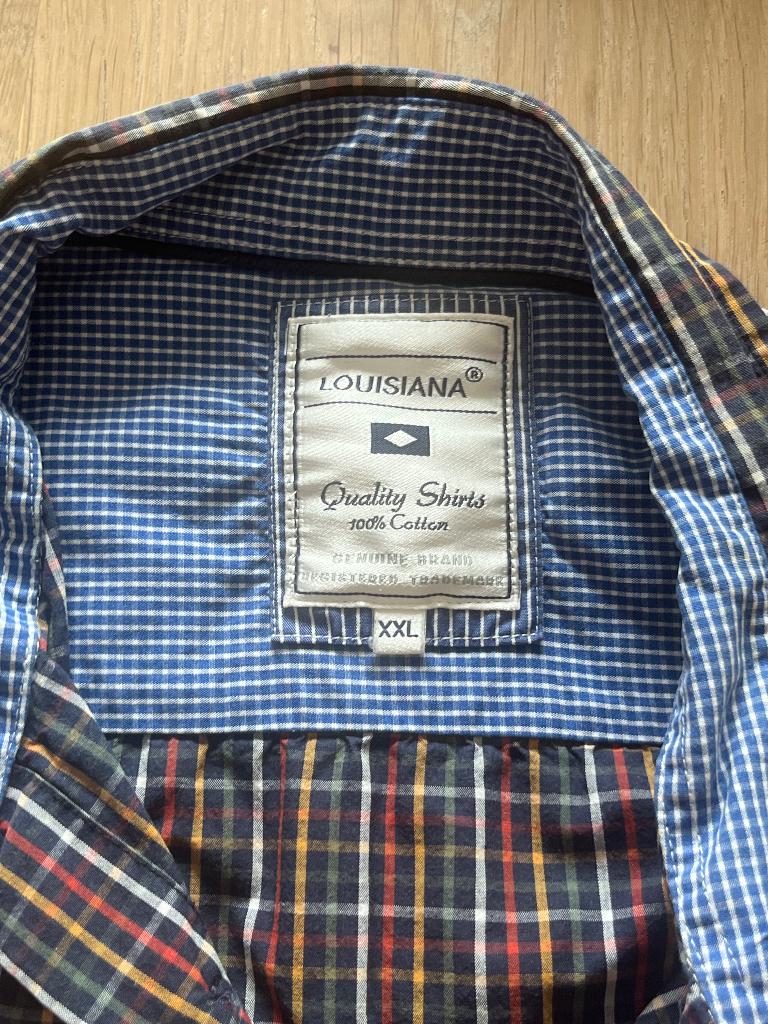 LOUISIANA®
Quality Shirts
100% Cotton
GENUINE BRAND
REGISTERED TRADEMARK
XXL